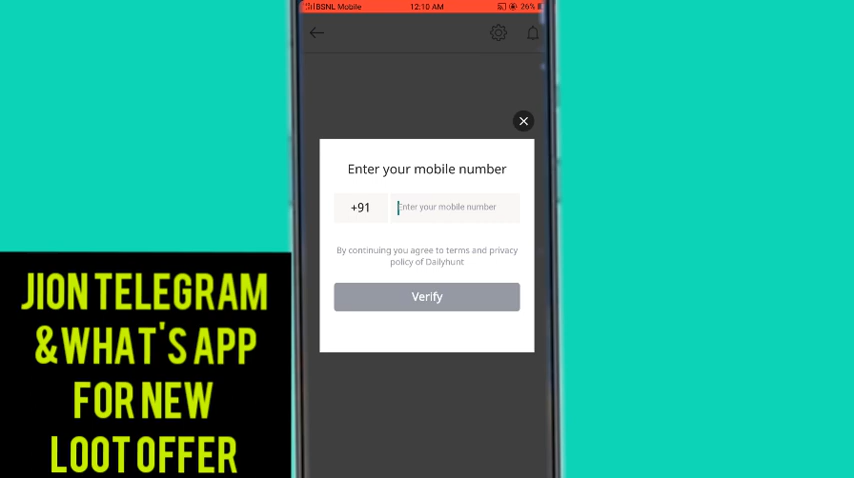 BSNL Mobile
12:10 AM
26%
Enter your mobile number
+91
Enter your mobile number
By continuing you agree to terms and privacy
policy of Dailyhunt
Verify
JION TELEGRAM
&WHAT'S APP
FOR NEW
LOOT OFFER